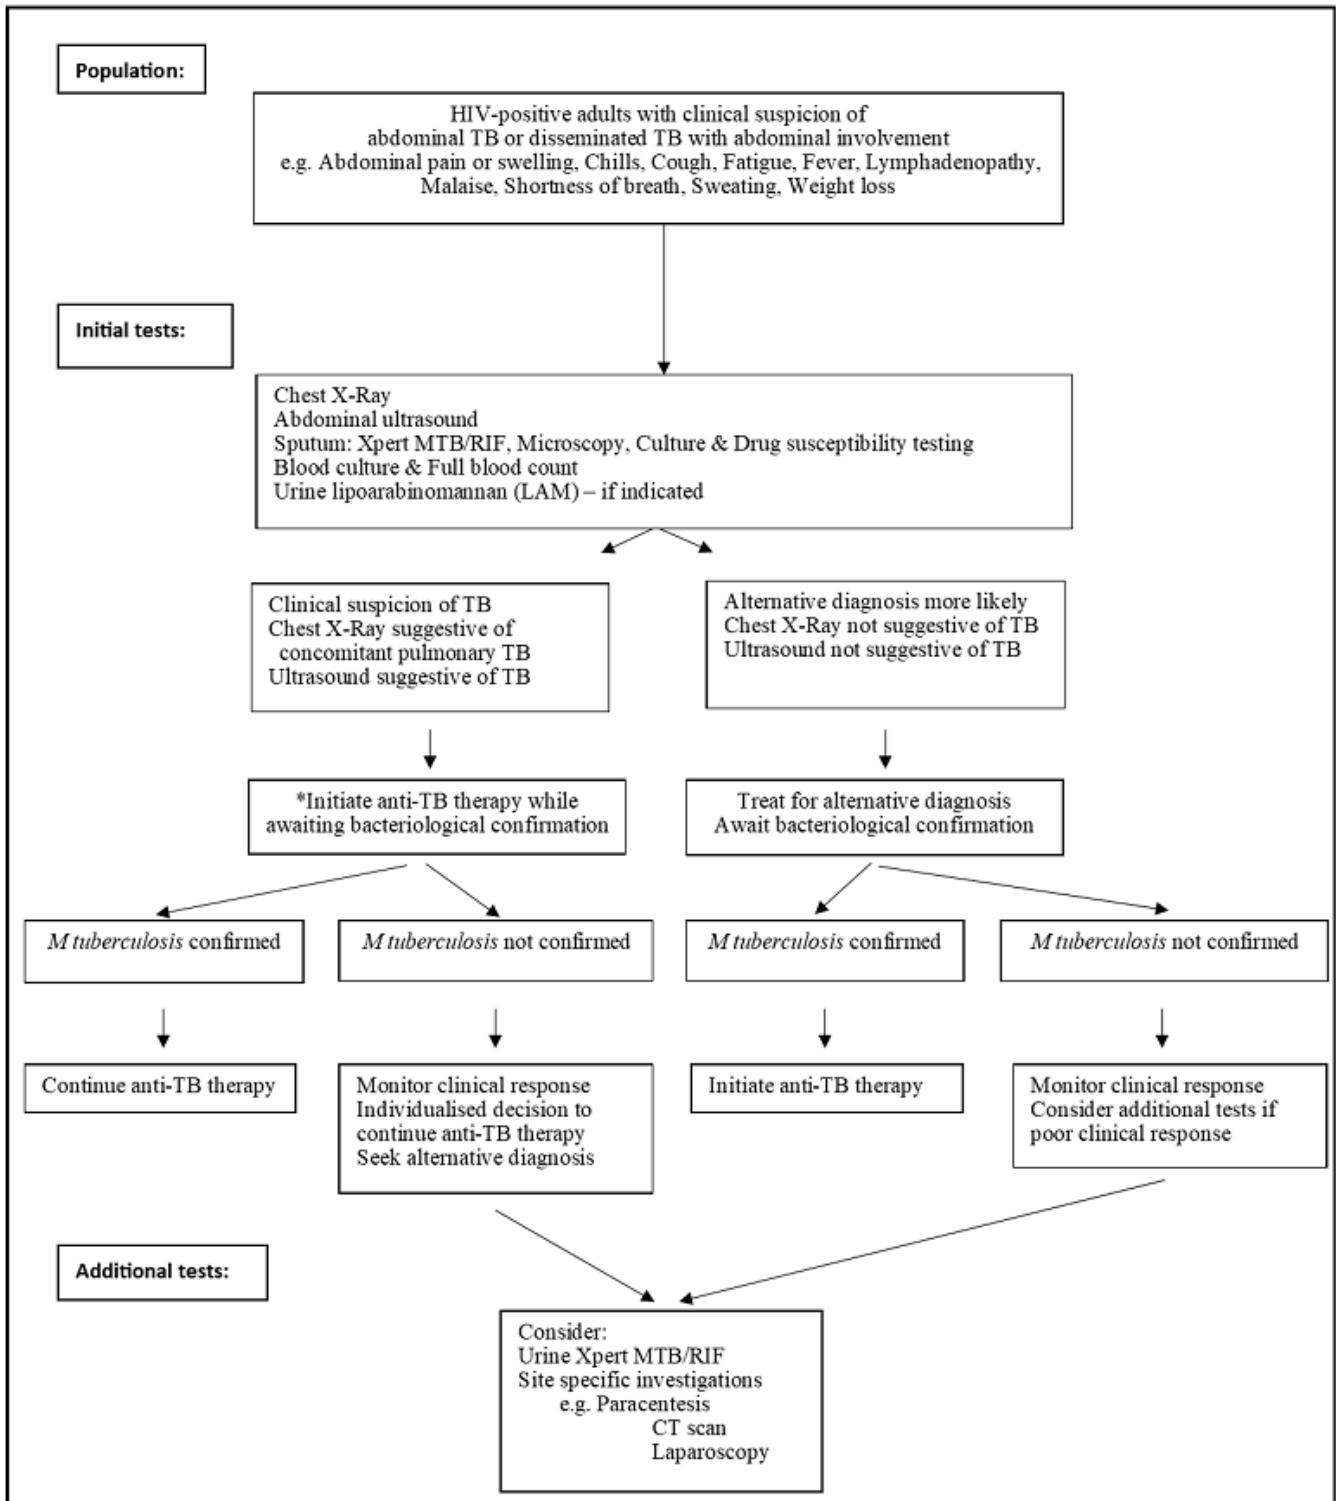 Population:
HIV-positive adults with clinical suspicion of
abdominal TB or disseminated TB with abdominal involvement
e.g. Abdominal pain or swelling, Chills, Cough, Fatigue, Fever, Lymphadenopathy,
Malaise, Shortness of breath, Sweating, Weight loss
Initial tests:
Chest X-Ray
Abdominal ultrasound
Sputum: Xpert MTB/RIF, Microscopy, Culture & Drug susceptibility testing
Blood culture & Full blood count
Urine lipoarabinomannan (LAM) – if indicated
Clinical suspicion of TB
Chest X-Ray suggestive of
concomitant pulmonary TB
Ultrasound suggestive of TB
Alternative diagnosis more likely
Chest X-Ray not suggestive of TB
Ultrasound not suggestive of TB
*Initiate anti-TB therapy while
awaiting bacteriological confirmation
Treat for alternative diagnosis
Await bacteriological confirmation
M tuberculosis confirmed
M tuberculosis not confirmed
M tuberculosis confirmed
M tuberculosis not confirmed
Continue anti-TB therapy
Monitor clinical response
Individualised decision to
continue anti-TB therapy
Seek alternative diagnosis
Initiate anti-TB therapy
Monitor clinical response
Consider additional tests if
poor clinical response
Additional tests:
Consider:
Urine Xpert MTB/RIF
Site specific investigations
e.g. Paracentesis
CT scan
Laparoscopy